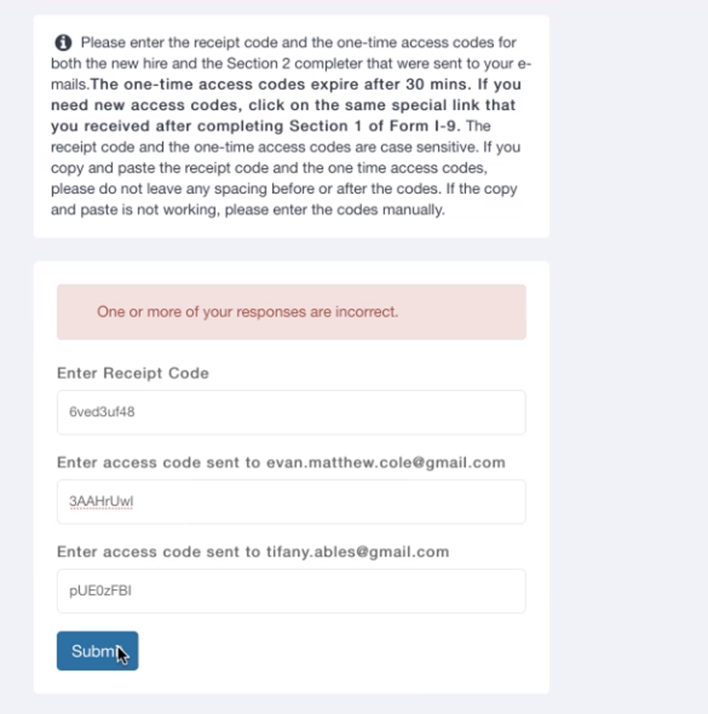 Please enter the receipt code and the one-time access codes for
both the new hire and the Section 2 completer that were sent to your e-
mails.The one-time access codes expire after 30 mins. If you
need new access codes, click on the same special link that
you received after completing Section 1 of Form I-9. The
receipt code and the one-time access codes are case sensitive. If you
copy and paste the receipt code and the one time access codes,
please do not leave any spacing before or after the codes. If the copy
and paste is not working, please enter the codes manually.
One or more of your responses are incorrect.
Enter Receipt Code
6ved3uf48
Enter access code sent to evan.matthew.cole@gmail.com
3AAHrUwI
Enter access code sent to tifany.ables@gmail.com
pUE0zFBI
Submit